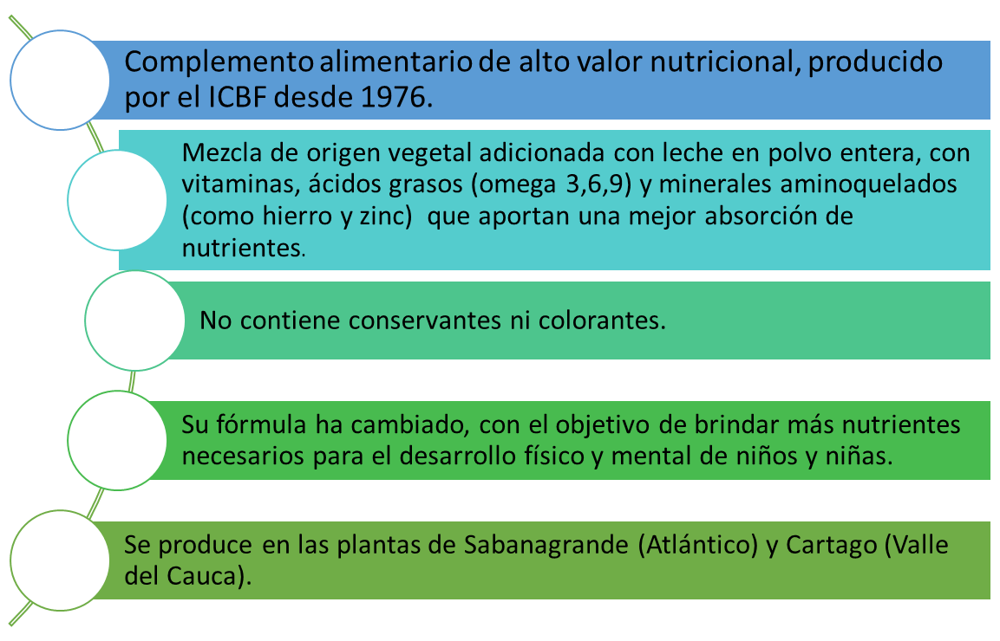 Complemento alimentario de alto valor nutricional, producido
por el ICBF desde 1976.
Mezcla de origen vegetal adicionada con leche en polvo entera, con
vitaminas, ácidos grasos (omega 3,6,9) y minerales aminoquelados
(como hierro y zinc)  que aportan una mejor absorción de
nutrientes.
No contiene conservantes ni colorantes.
Su fórmula ha cambiado, con el objetivo de brindar más nutrientes
necesarios para el desarrollo físico y mental de niños y niñas.
Se produce en las plantas de Sabanagrande (Atlántico) y Cartago (Valle
del Cauca).